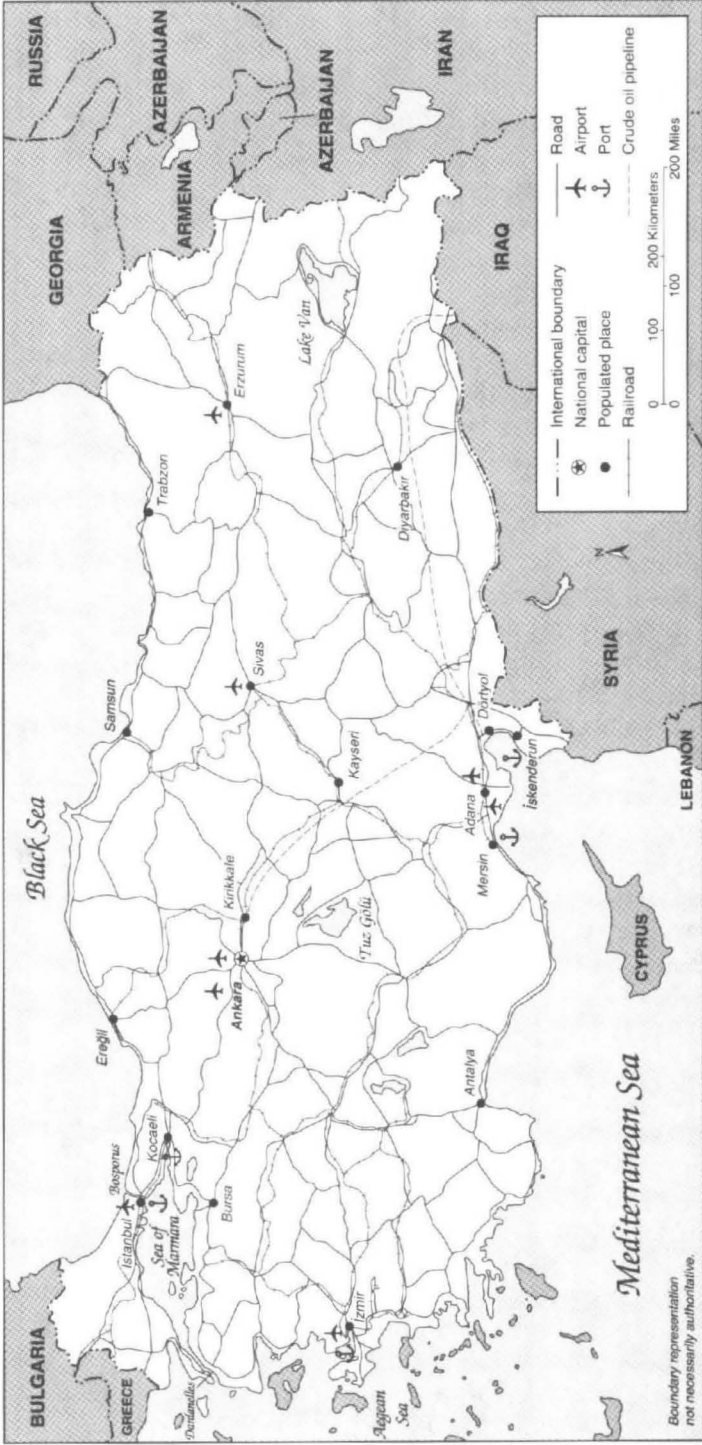 BULGARIA
GREECE
RUSSIA
GEORGIA
ARMENIA
AZERBAIJAN
AZERBAIJAN
IRAN
IRAQ
SYRIA
LEBANON
CYPRUS
Black Sea
Mediterranean Sea
Aegean
Sea
Dardanelles
Sea of
Marmara
Bosporus
Istanbul
Kocaeli
Bursa
İzmir
Ereğli
Ankara
Kirikkale
Tuz Gölü
Antalya
Samsun
Sivas
Kayseri
Mersin
Adana
Dörtyol
İskenderun
Trabzon
Erzurum
Diyarbakır
Lake Van
N
International boundary
National capital
Populated place
Railroad
Road
Airport
Port
Crude oil pipeline
0 100 200 Kilometers
0 100 200 Miles
Boundary representation
not necessarily authoritative.